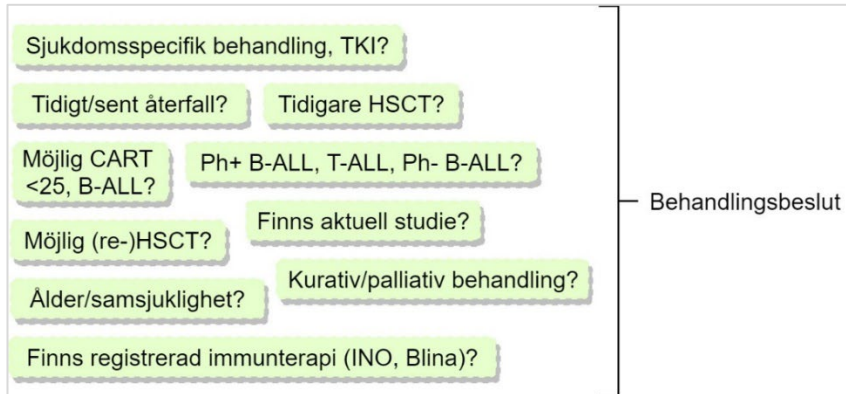 Sjukdomsspecifik behandling, TKI?
Tidigt/sent återfall?
Tidigare HSCT?
Möjlig CART
<25, B-ALL?
Ph+ B-ALL, T-ALL, Ph- B-ALL?
Finns aktuell studie?
Möjlig (re-)HSCT?
Kurativ/palliativ behandling?
Ålder/samsjuklighet?
Finns registrerad immunterapi (INO, Blina)?
Behandlingsbeslut